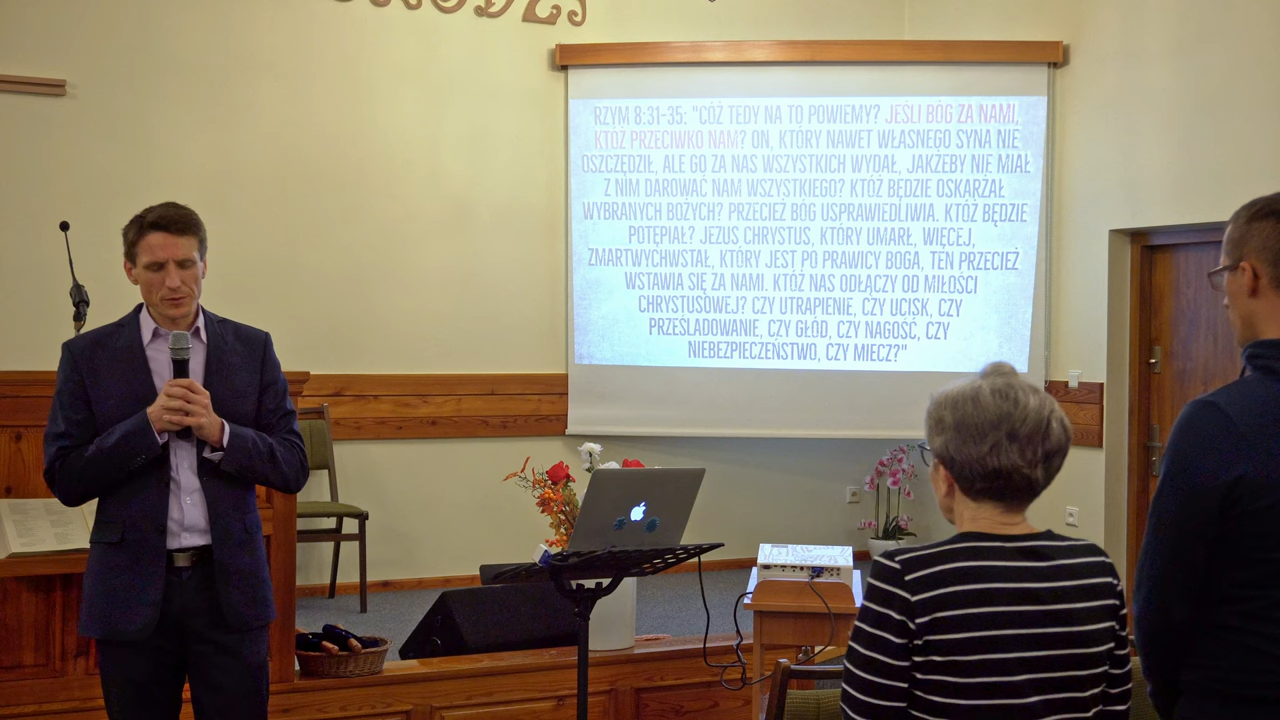 RZYM 8:31-35: "CÓŻ TEDY NA TO POWIEMY? JEŚLI BÓG ZA NAMI,
KTÓŻ PRZECIWKO NAM? ON, KTÓRY NAWET WŁASNEGO SYNA NIE
OSZCZĘDZIŁ, ALE GO ZA NAS WSZYSTKICH WYDAŁ, JAKŻEBY NIE MIAŁ
Z NIM DAROWAĆ NAM WSZYSTKIEGO? KTÓŻ BĘDZIE OSKARŻAŁ
WYBRANYCH BOŻYCH? PRZECIEŻ BÓG USPRAWIEDLIWIA. KTÓŻ BĘDZIE
POTĘPIAŁ? JEZUS CHRYSTUS, KTÓRY UMARŁ, WIĘCEJ,
ZMARTWYCHWSTAŁ, KTÓRY JEST PO PRAWICY BOGA, TEN PRZECIEŻ
WSTAWIA SIĘ ZA NAMI. KTÓŻ NAS ODŁĄCZY OD MIŁOŚCI
CHRYSTUSOWEJ? CZY UTRAPIENIE, CZY UCISK, CZY
PRZEŚLADOWANIE, CZY GŁÓD, CZY NAGOŚĆ, CZY
NIEBEZPIECZEŃSTWO, CZY MIECZ?"